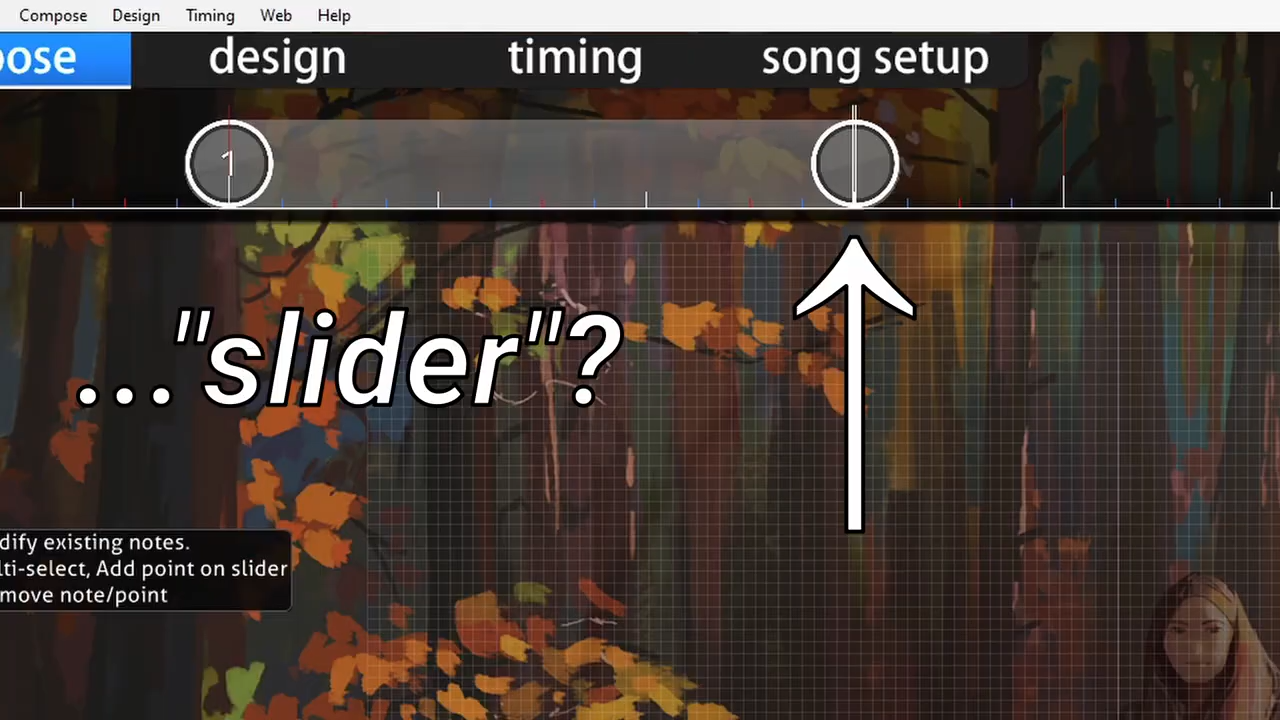 Compose Design Timing Web Help
ose design timing song setup
1
..."slider"?
dify existing notes.
lti-select, Add point on slider
move note/point